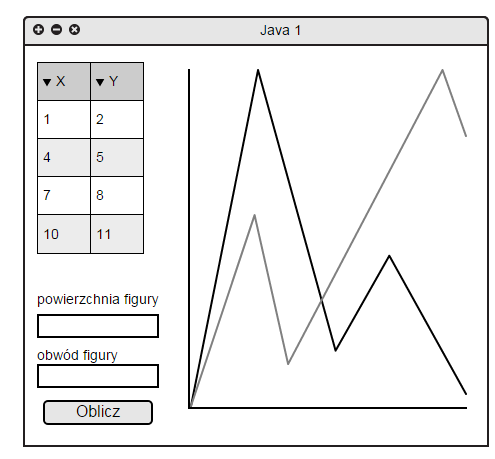 Java 1
X Y
1 2
4 5
7 8
10 11
powierzchnia figury
obwód figury
Oblicz